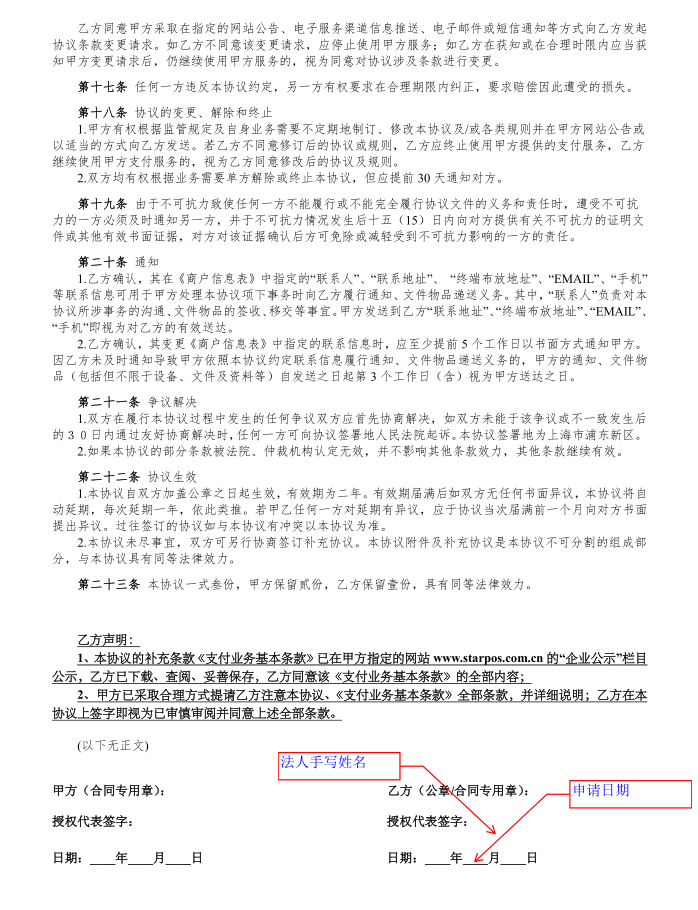 乙方同意甲方采取在指定的网站公告、电子服务渠道信息推送、电子邮件或短信通知等方式向乙方发起
协议条款变更请求。如乙方不同意该变更请求，应停止使用甲方服务；如乙方在获知或在合理时限内应当获
知甲方变更请求后，仍继续使用甲方服务的，视为同意对协议涉及条款进行变更。
第十七条 任何一方违反本协议约定，另一方有权要求在合理期限内纠正，要求赔偿因此遭受的损失。
第十八条 协议的变更、解除和终止
1.甲方有权根据监管规定及自身业务需要不定期地制订、修改本协议及/或各类规则并在甲方网站公告或
以适当的方式向乙方发送。若乙方不同意修订后的协议或规则，乙方应终止使用甲方提供的支付服务，乙方
继续使用甲方支付服务的，视为乙方同意修改后的协议及规则。
2.双方均有权根据业务需要单方解除或终止本协议，但应提前 30 天通知对方。
第十九条 由于不可抗力致使任何一方不能履行或不能完全履行协议文件的义务和责任时，遭受不可抗
力的一方必须及时通知另一方，并于不可抗力情况发生后十五（15）日内向对方提供有关不可抗力的证明文
件或其他有效书面证据，对方对该证据确认后方可免除或减轻受到不可抗力影响的一方的责任。
第二十条 通知
1.乙方确认，其在《商户信息表》中指定的“联系人”、“联系地址”、 “终端布放地址”、“EMAIL”、“手机”
等联系信息可用于甲方处理本协议项下事务时向乙方履行通知、文件物品递送义务。其中，“联系人”负责对本
协议所涉事务的沟通、文件物品的签收、移交等事宜。甲方发送到乙方“联系地址”、“终端布放地址”、“EMAIL”、
“手机”即视为对乙方的有效送达。
2.乙方确认，其变更《商户信息表》中指定的联系信息时，应至少提前 5 个工作日以书面方式通知甲方。
因乙方未及时通知导致甲方依照本协议约定联系信息履行通知、文件物品递送义务的，甲方的通知、文件物
品（包括但不限于设备、文件及资料等）自发送之日起第 3 个工作日（含）视为甲方送达之日。
第二十一条 争议解决
1.双方在履行本协议过程中发生的任何争议双方应首先协商解决，如双方未能于该争议或不一致发生后
的３０日内通过友好协商解决时，任何一方可向协议签署地人民法院起诉。本协议签署地为上海市浦东新区。
2.如果本协议的部分条款被法院、仲裁机构认定无效，并不影响其他条款效力，其他条款继续有效。
第二十二条 协议生效
1.本协议自双方加盖公章之日起生效，有效期为二年。有效期届满后如双方无任何书面异议，本协议将自
动延期，每次延期一年，依此类推。若甲乙任何一方对延期有异议，应于协议当次届满前一个月向对方书面
提出异议。过往签订的协议如与本协议有冲突以本协议为准。
2.本协议未尽事宜，双方可另行协商签订补充协议。本协议附件及补充协议是本协议不可分割的组成部
分，与本协议具有同等法律效力。
第二十三条 本协议一式叁份，甲方保留贰份，乙方保留壹份，具有同等法律效力。
乙方声明：
1、本协议的补充条款《支付业务基本条款》已在甲方指定的网站 www.starpos.com.cn 的“企业公示”栏目
公示，乙方已下载、查阅、妥善保存，乙方同意该《支付业务基本条款》的全部内容；
2、甲方已采取合理方式提请乙方注意本协议、《支付业务基本条款》全部条款，并详细说明；乙方在本
协议上签字即视为已审慎审阅并同意上述全部条款。
(以下无正文)
法人手写姓名
甲方（合同专用章）： 乙方（公章/合同专用章）： 申请日期
授权代表签字： 授权代表签字：
日期：____年____月____日 日期：____年____月____日